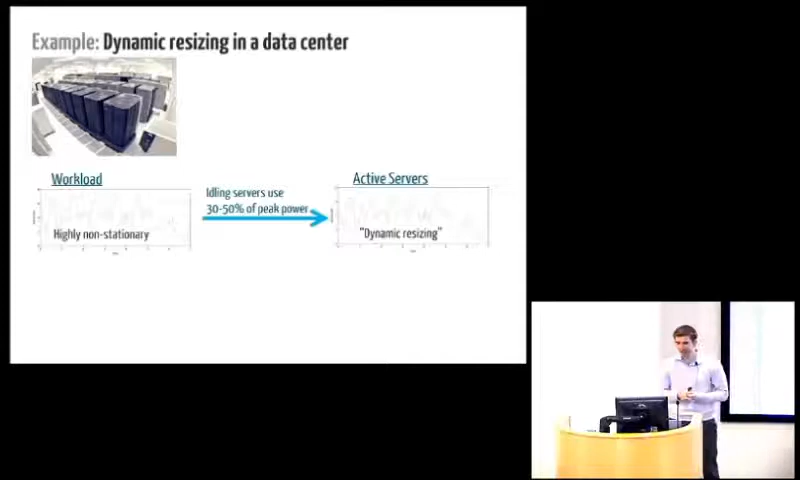 Example: Dynamic resizing in a data center
Workload
Highly non-stationary
Idling servers use
30-50% of peak power
Active Servers
"Dynamic resizing"